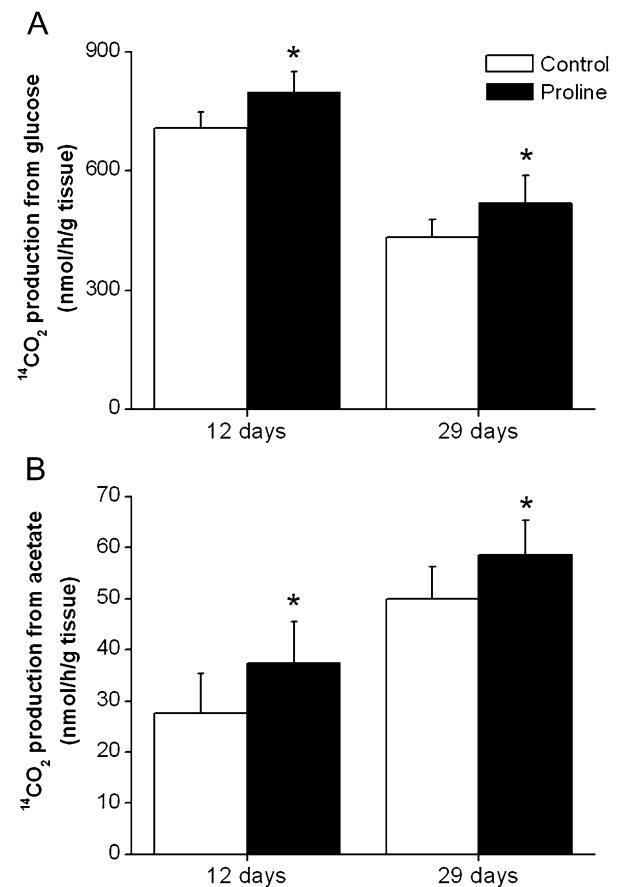 A
900
600
300
0
¹⁴CO₂ production from glucose
(nmol/h/g tissue)
*
*
Control
Proline
12 days
29 days
B
70
60
50
40
30
20
10
0
¹⁴CO₂ production from acetate
(nmol/h/g tissue)
*
*
12 days
29 days